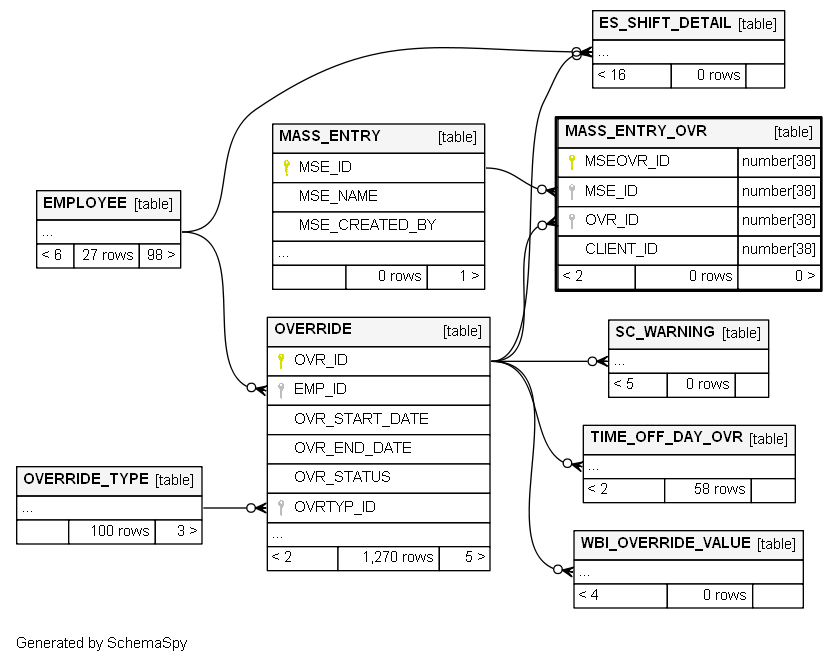 ES_SHIFT_DETAIL [table]
...
< 16 0 rows
MASS_ENTRY [table]
MSE_ID
MSE_NAME
MSE_CREATED_BY
...
0 rows 1 >
MASS_ENTRY_OVR [table]
MSEOVR_ID number[38]
MSE_ID number[38]
OVR_ID number[38]
CLIENT_ID number[38]
< 2 0 rows 0 >
EMPLOYEE [table]
...
< 6 27 rows 98 >
OVERRIDE [table]
OVR_ID
EMP_ID
OVR_START_DATE
OVR_END_DATE
OVR_STATUS
OVRTYP_ID
...
< 2 1,270 rows 5 >
SC_WARNING [table]
...
< 5 0 rows
TIME_OFF_DAY_OVR [table]
...
< 2 58 rows
OVERRIDE_TYPE [table]
...
100 rows 3 >
WBI_OVERRIDE_VALUE [table]
...
< 4 0 rows
Generated by SchemaSpy